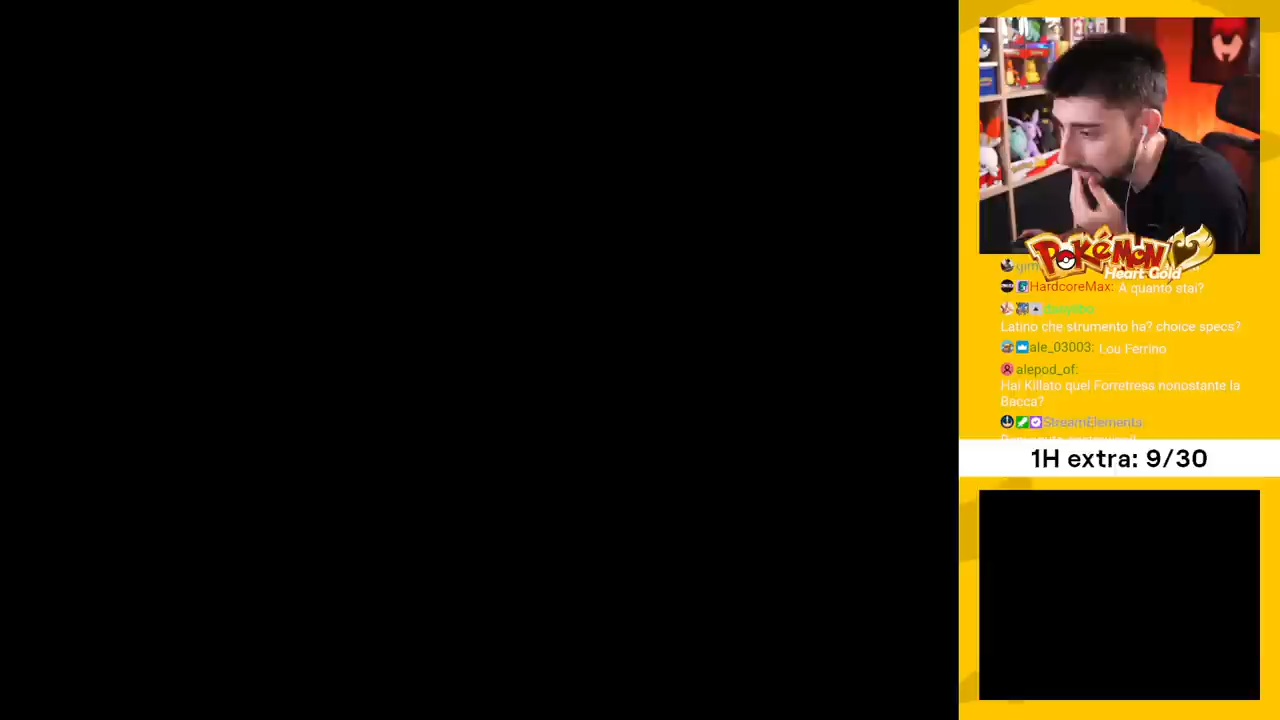 POKéMON
Heart Gold
HardcoreMax: A quanto stai?
Latino che strumento ha? choice specs?
ale_03003: Lou Ferrino
alepod_of:
Hai Killato quel Forretress nonostante la
Bacca?
StreamElements
1H extra: 9/30